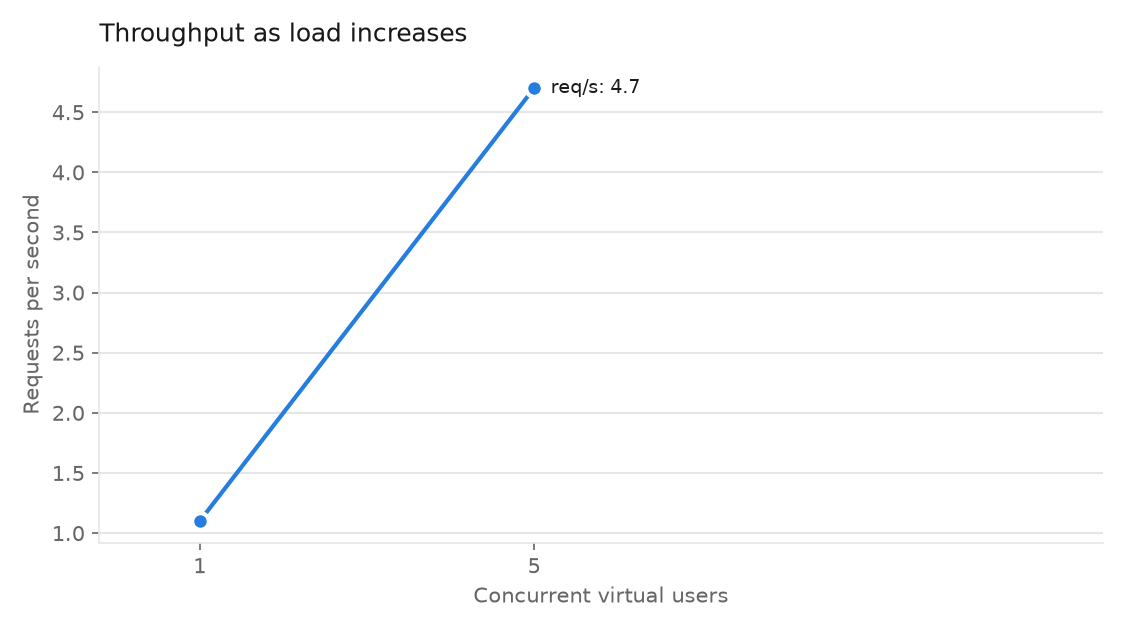 Throughput as load increases
req/s: 4.7
4.5
4.0
3.5
3.0
2.5
2.0
1.5
1.0
Requests per second
1 5
Concurrent virtual users